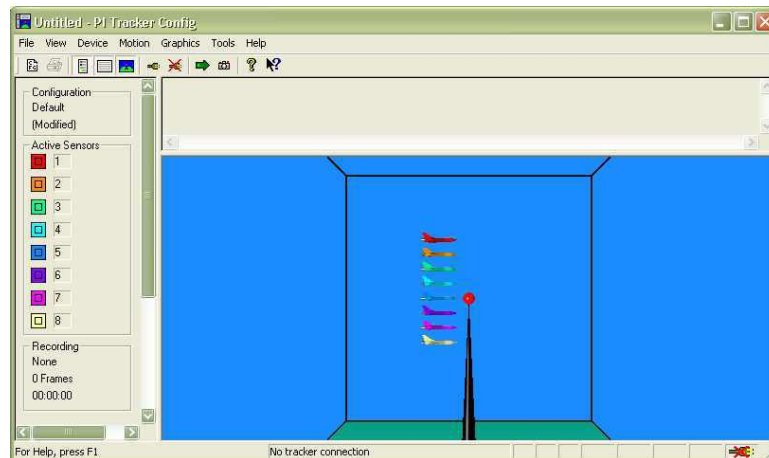 Untitled - PI Tracker Config
File View Device Motion Graphics Tools Help
Configuration
Default
(Modified)
Active Sensors
1
2
3
4
5
6
7
8
Recording
None
0 Frames
00:00:00
For Help, press F1
No tracker connection